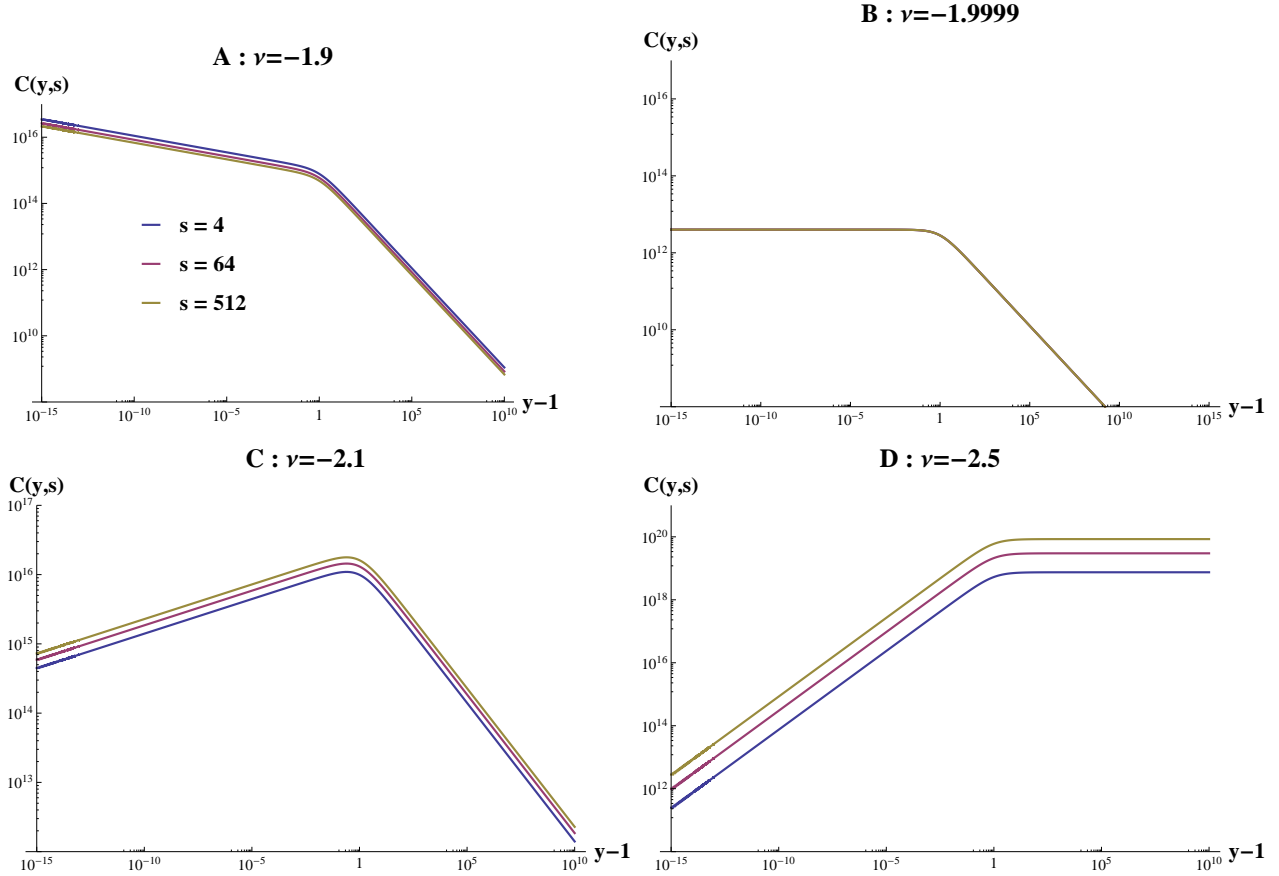 A : ν=−1.9
C(y,s)
10^16
10^14
10^12
10^10
s = 4
s = 64
s = 512
10^−15
10^−10
10^−5
1
10^5
10^10
y−1
B : ν=−1.9999
C(y,s)
10^16
10^14
10^12
10^10
10^−15
10^−10
10^−5
1
10^5
10^10
10^15
y−1
C : ν=−2.1
C(y,s)
10^17
10^16
10^15
10^14
10^13
10^−15
10^−10
10^−5
1
10^5
10^10
y−1
D : ν=−2.5
C(y,s)
10^20
10^18
10^16
10^14
10^12
10^−15
10^−10
10^−5
1
10^5
10^10
y−1